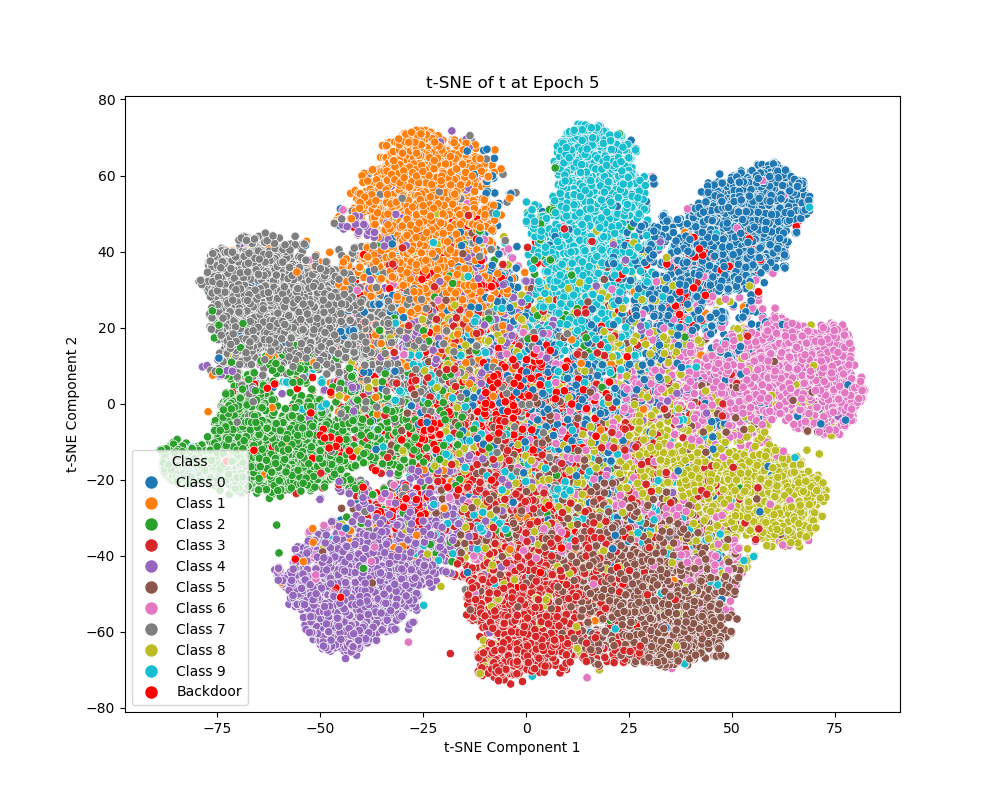 t-SNE of t at Epoch 5
80
60
40
20
0
−20
−40
−60
−80
t-SNE Component 2
Class
Class 0
Class 1
Class 2
Class 3
Class 4
Class 5
Class 6
Class 7
Class 8
Class 9
Backdoor
−75 −50 −25 0 25 50 75
t-SNE Component 1